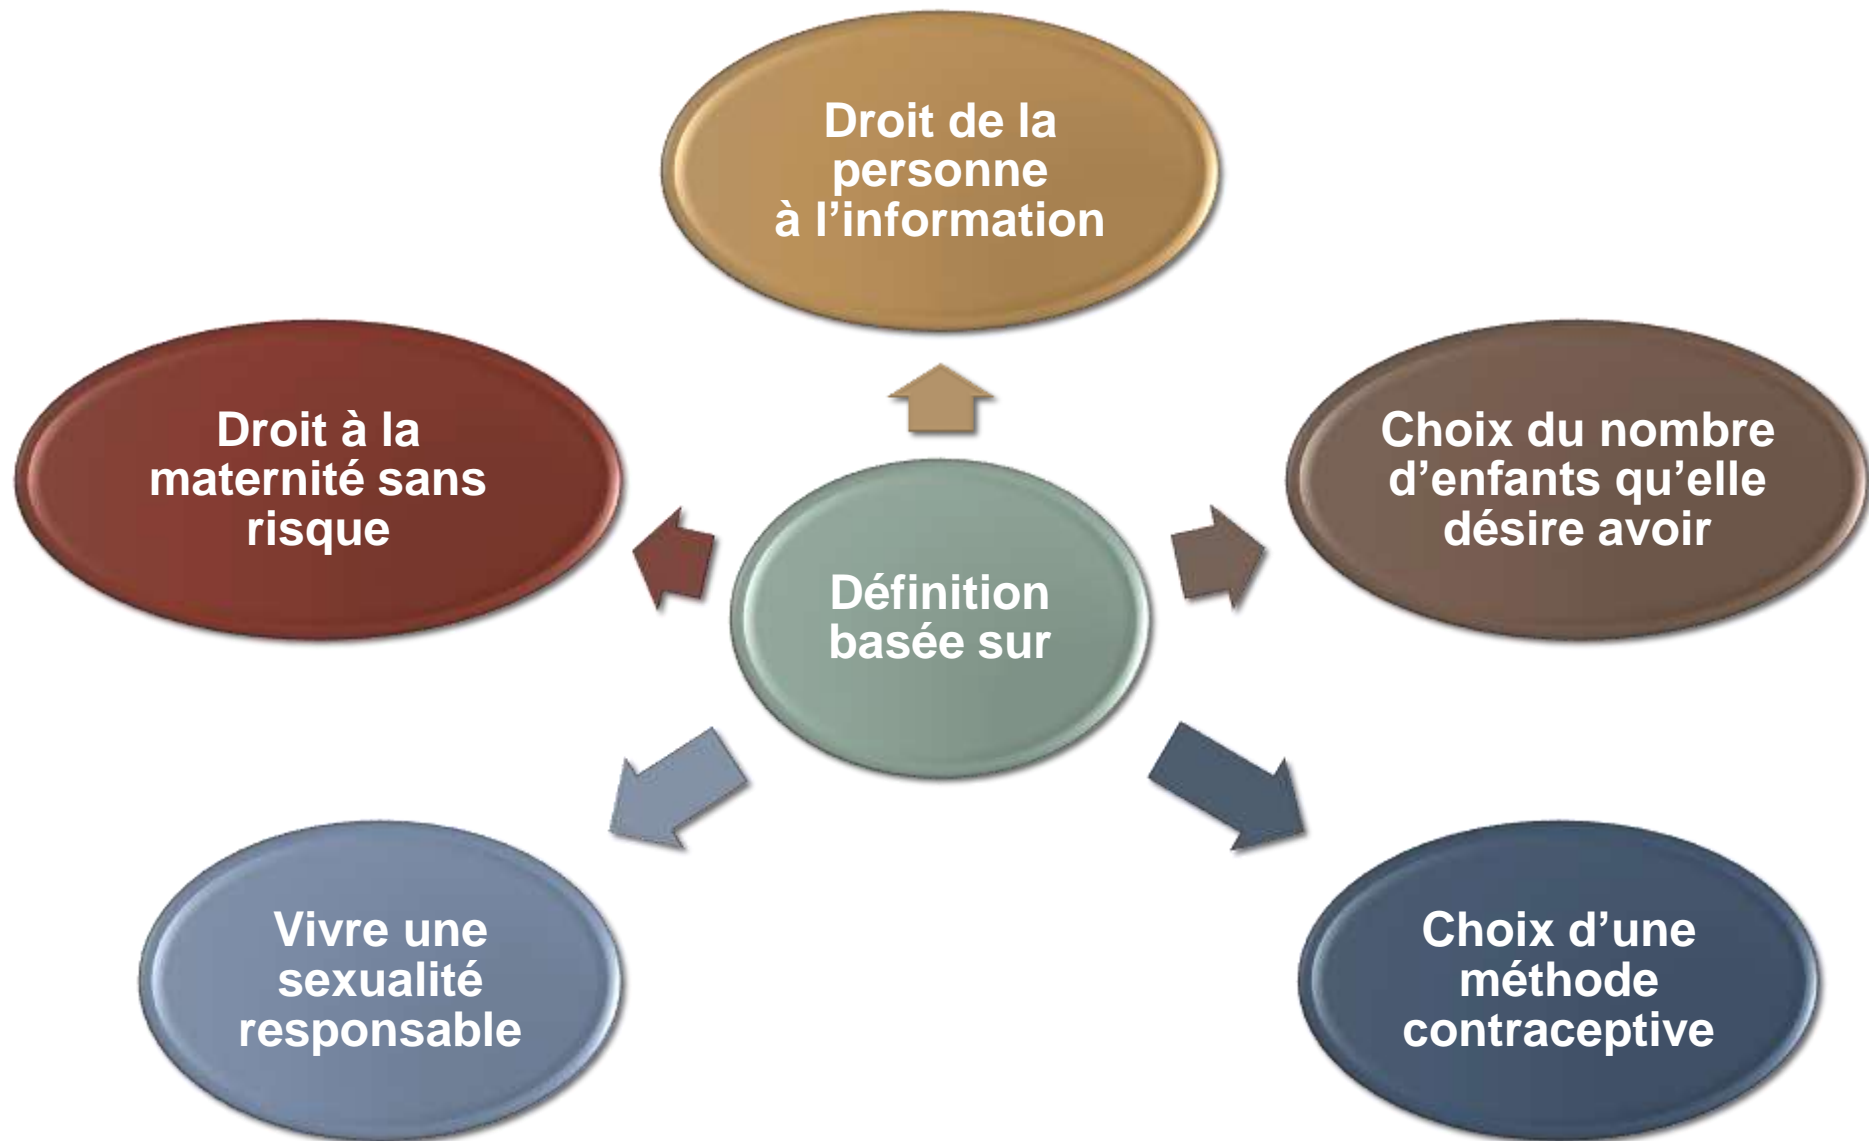 Droit de la
personne
à l’information
Droit à la
maternité sans
risque
Choix du nombre
d’enfants qu’elle
désire avoir
Définition
basée sur
Vivre une
sexualité
responsable
Choix d’une
méthode
contraceptive